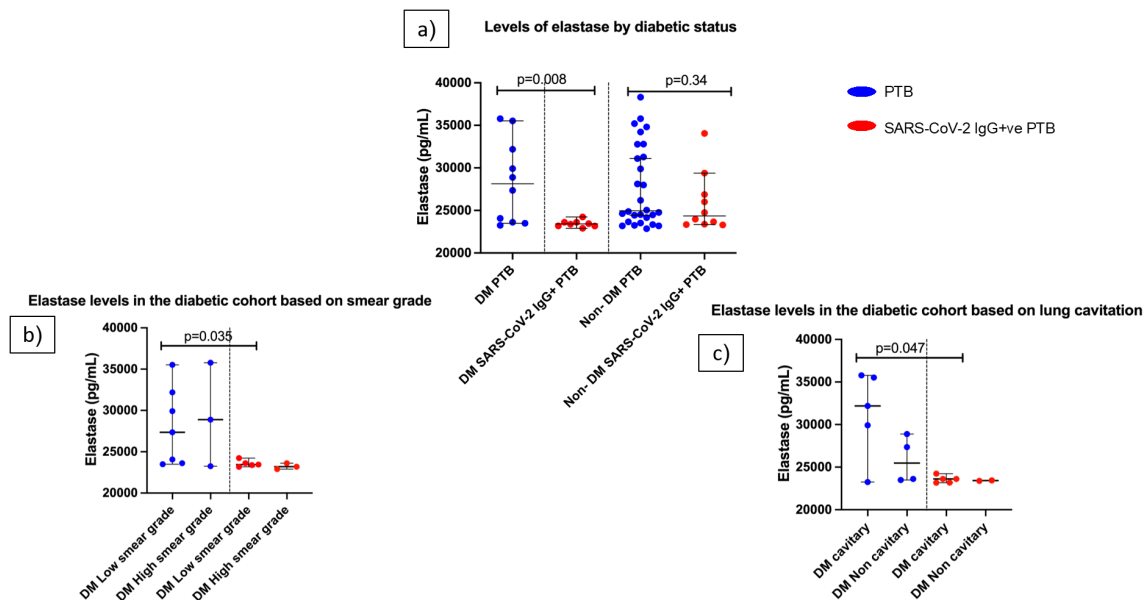 a)
Levels of elastase by diabetic status
p=0.008
p=0.34
Elastase (pg/mL)
40000
35000
30000
25000
20000
DM PTB
DM SARS-CoV-2 IgG+ PTB
Non- DM PTB
Non- DM SARS-CoV-2 IgG+ PTB
PTB
SARS-CoV-2 IgG+ve PTB
b)
Elastase levels in the diabetic cohort based on smear grade
p=0.035
Elastase (pg/mL)
40000
35000
30000
25000
20000
DM Low smear grade
DM High smear grade
DM Low smear grade
DM High smear grade
c)
Elastase levels in the diabetic cohort based on lung cavitation
p=0.047
Elastase (pg/mL)
40000
35000
30000
25000
20000
DM cavitary
DM Non cavitary
DM cavitary
DM Non cavitary